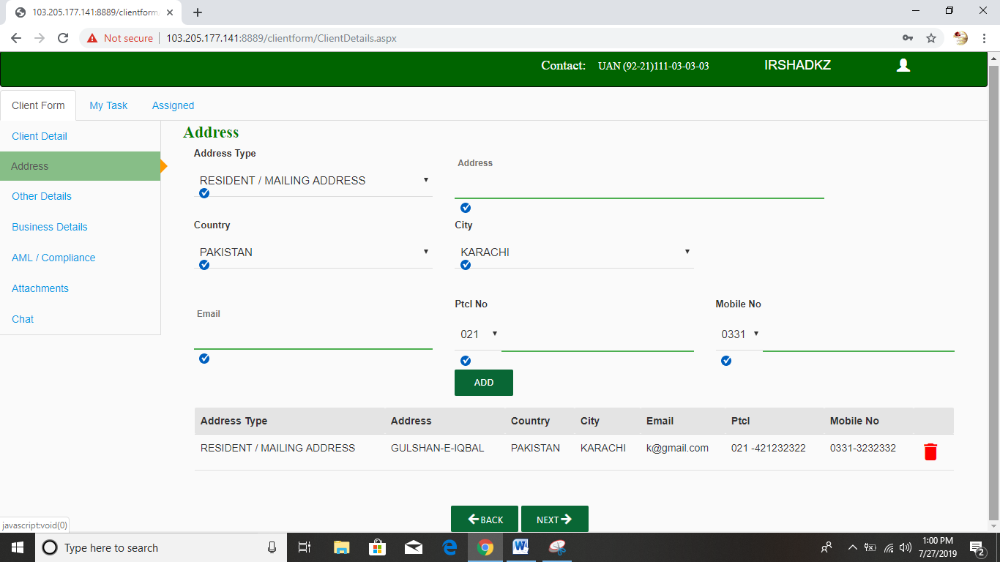 103.205.177.141:8889/clientform
Not secure | 103.205.177.141:8889/clientform/ClientDetails.aspx
Contact: UAN (92-21)111-03-03-03 IRSHADKZ
Client Form My Task Assigned
Client Detail
Address
Other Details
Business Details
AML / Compliance
Attachments
Chat
Address
Address Type
Address
RESIDENT / MAILING ADDRESS
Country City
PAKISTAN KARACHI
Ptcl No Mobile No
Email
021 0331
ADD
Address Type Address Country City Email Ptcl Mobile No
RESIDENT / MAILING ADDRESS GULSHAN-E-IQBAL PAKISTAN KARACHI k@gmail.com 021 -421232322 0331-3232332
BACK NEXT
javascript:void(0)
Type here to search
1:00 PM
7/27/2019
2